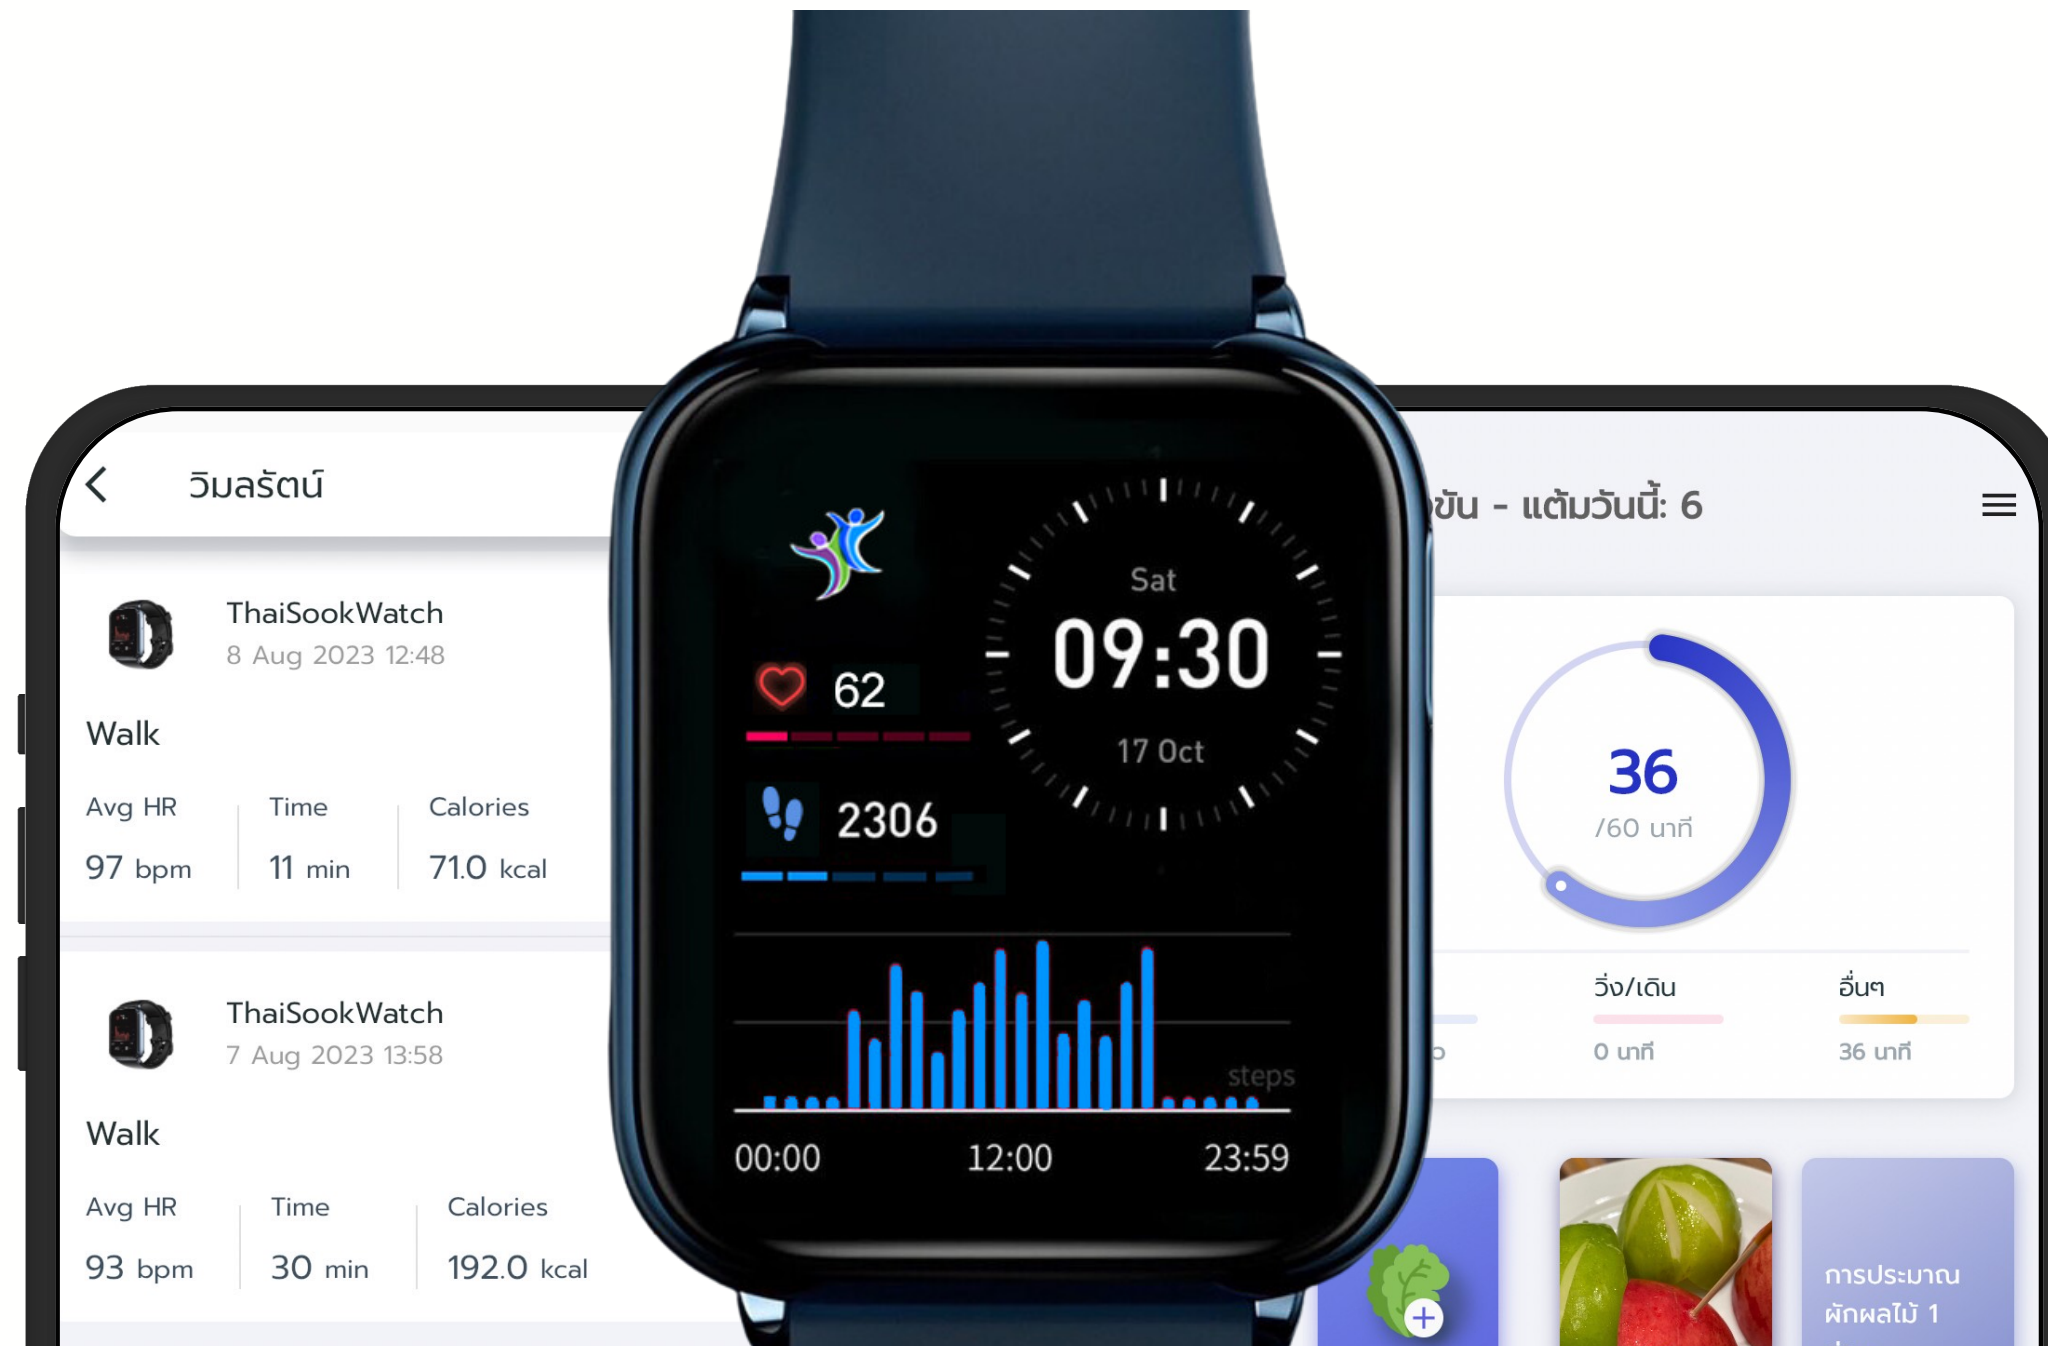 วิมลรัตน์
ThaiSookWatch
8 Aug 2023 12:48
Walk
Avg HR Time Calories
97 bpm 11 min 71.0 kcal
ThaiSookWatch
7 Aug 2023 13:58
Walk
Avg HR Time Calories
93 bpm 30 min 192.0 kcal
Sat
09:30
17 Oct
62
2306
steps
00:00 12:00 23:59
- แต้มวันนี้: 6
36
/60 นาที
วิ่ง/เดิน อื่นๆ
0 นาที 36 นาที
การประมาณ
ผักผลไม้ 1